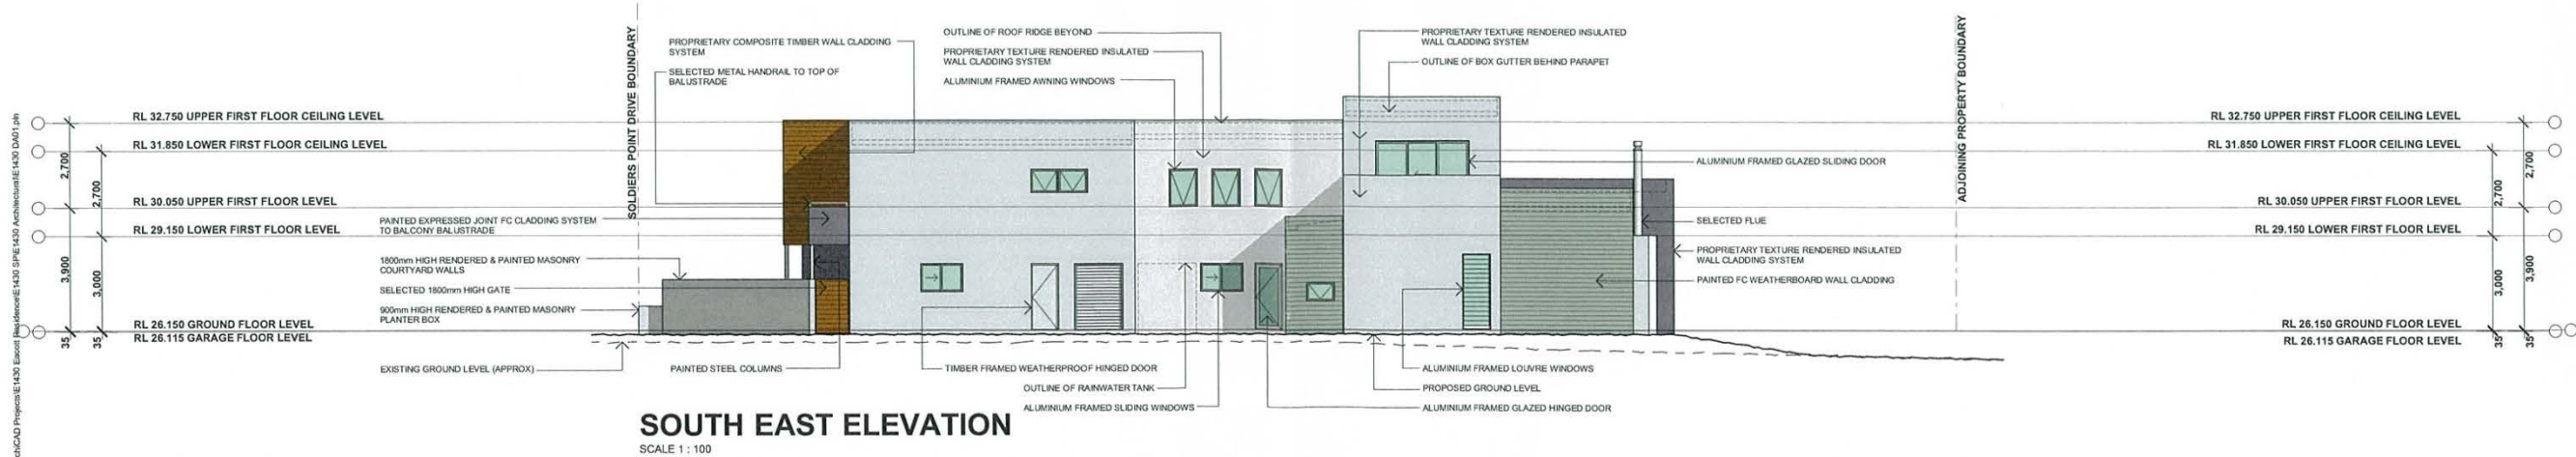 SOLDIERS POINT DRIVE BOUNDARY
PROPRIETARY COMPOSITE TIMBER WALL CLADDING
SYSTEM
SELECTED METAL HANDRAIL TO TOP OF
BALUSTRADE
OUTLINE OF ROOF RIDGE BEYOND
PROPRIETARY TEXTURE RENDERED INSULATED
WALL CLADDING SYSTEM
ALUMINIUM FRAMED AWNING WINDOWS
PROPRIETARY TEXTURE RENDERED INSULATED
WALL CLADDING SYSTEM
OUTLINE OF BOX GUTTER BEHIND PARAPET
ADJOINING PROPERTY BOUNDARY
RL 32.750 UPPER FIRST FLOOR CEILING LEVEL
RL 31.850 LOWER FIRST FLOOR CEILING LEVEL
RL 30.050 UPPER FIRST FLOOR LEVEL
RL 29.150 LOWER FIRST FLOOR LEVEL
RL 26.150 GROUND FLOOR LEVEL
RL 26.115 GARAGE FLOOR LEVEL
2,700
2,700
3,900
3,000
35
35
PAINTED EXPRESSED JOINT FC CLADDING SYSTEM
TO BALCONY BALUSTRADE
1800mm HIGH RENDERED & PAINTED MASONRY
COURTYARD WALLS
SELECTED 1800mm HIGH GATE
900mm HIGH RENDERED & PAINTED MASONRY
PLANTER BOX
EXISTING GROUND LEVEL (APPROX)
PAINTED STEEL COLUMNS
TIMBER FRAMED WEATHERPROOF HINGED DOOR
OUTLINE OF RAINWATER TANK
ALUMINIUM FRAMED SLIDING WINDOWS
ALUMINIUM FRAMED LOUVRE WINDOWS
PROPOSED GROUND LEVEL
ALUMINIUM FRAMED GLAZED HINGED DOOR
ALUMINIUM FRAMED GLAZED SLIDING DOOR
SELECTED FLUE
PROPRIETARY TEXTURE RENDERED INSULATED
WALL CLADDING SYSTEM
PAINTED FC WEATHERBOARD WALL CLADDING
RL 32.750 UPPER FIRST FLOOR CEILING LEVEL
RL 31.850 LOWER FIRST FLOOR CEILING LEVEL
RL 30.050 UPPER FIRST FLOOR LEVEL
RL 29.150 LOWER FIRST FLOOR LEVEL
RL 26.150 GROUND FLOOR LEVEL
RL 26.115 GARAGE FLOOR LEVEL
2,700
2,700
3,000
3,900
35
35
SOUTH EAST ELEVATION
SCALE 1 : 100